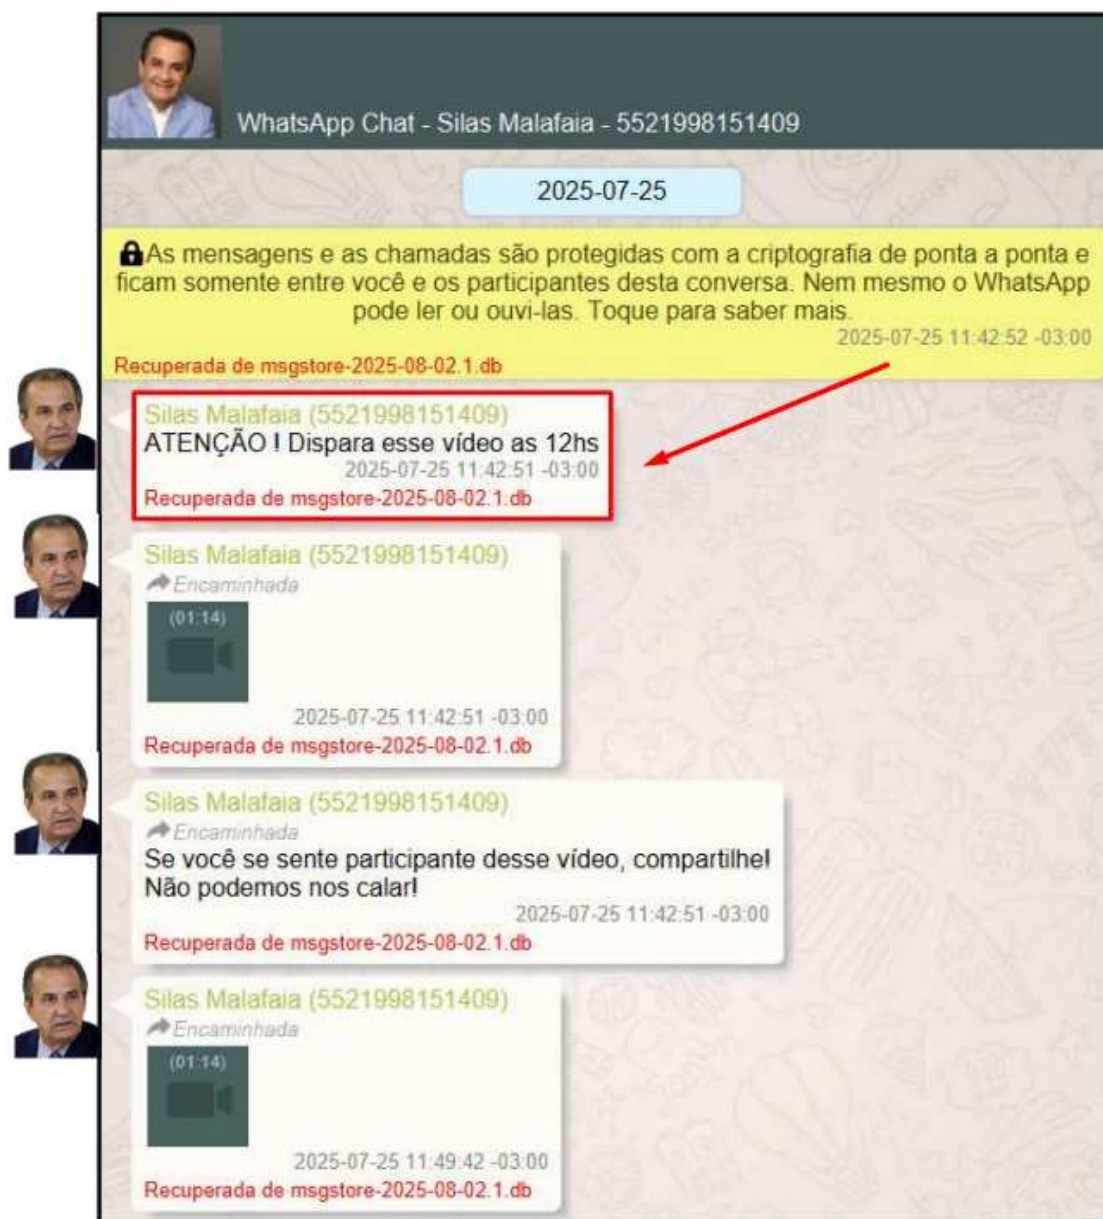 WhatsApp Chat - Silas Malafaia - 5521998151409
2025-07-25
As mensagens e as chamadas são protegidas com a criptografia de ponta a ponta e
ficam somente entre você e os participantes desta conversa. Nem mesmo o WhatsApp
pode ler ou ouvi-las. Toque para saber mais.
2025-07-25 11:42:52 -03:00
Recuperada de msgstore-2025-08-02.1.db
Silas Malafaia (5521998151409)
ATENÇÃO ! Dispara esse vídeo as 12hs
2025-07-25 11:42:51 -03:00
Recuperada de msgstore-2025-08-02.1.db
Silas Malafaia (5521998151409)
Encaminhada
(01:14)
2025-07-25 11:42:51 -03:00
Recuperada de msgstore-2025-08-02.1.db
Silas Malafaia (5521998151409)
Encaminhada
Se você se sente participante desse vídeo, compartilhe!
Não podemos nos calar!
2025-07-25 11:42:51 -03:00
Recuperada de msgstore-2025-08-02.1.db
Silas Malafaia (5521998151409)
Encaminhada
(01:14)
2025-07-25 11:49:42 -03:00
Recuperada de msgstore-2025-08-02.1.db